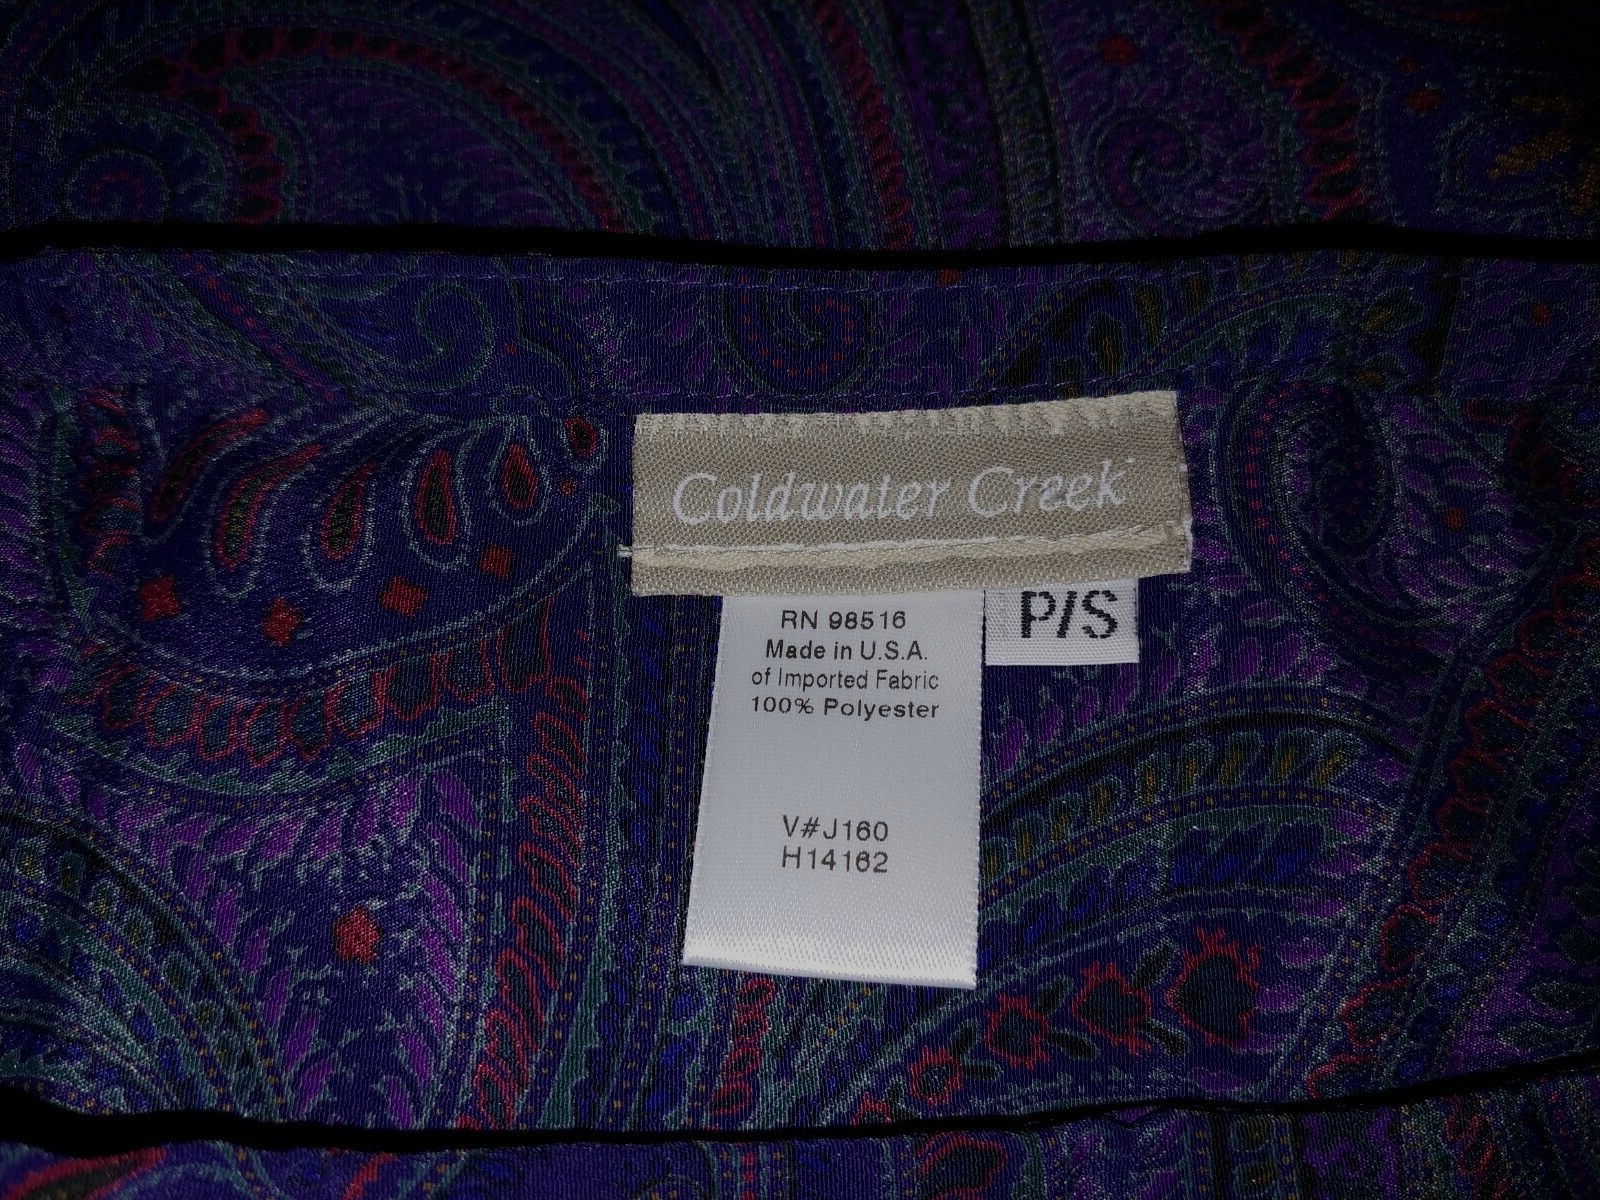 Coldwater Creek
P/S
RN 98516
Made in U.S.A.
of Imported Fabric
100% Polyester
V#J160
H14162